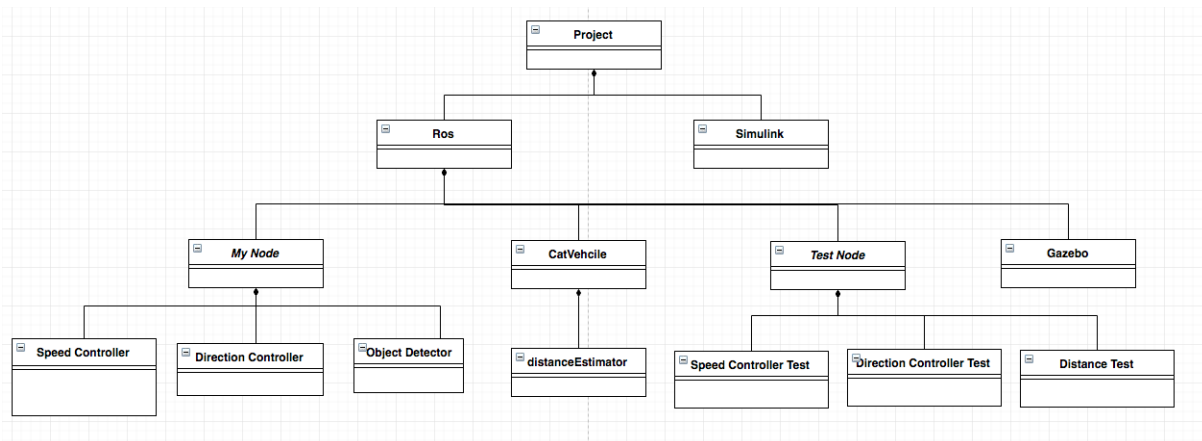 Project
Ros
Simulink
My Node
CatVehcile
Test Node
Gazebo
Speed Controller
Direction Controller
Object Detector
distanceEstimator
Speed Controller Test
Direction Controller Test
Distance Test